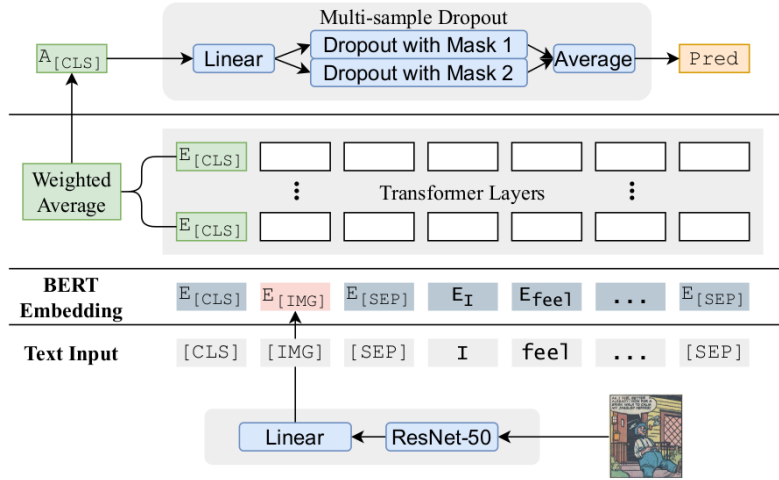 Multi-sample Dropout
A[CLS]
Linear
Dropout with Mask 1
Dropout with Mask 2
Average
Pred
Weighted
Average
E[CLS]
Transformer Layers
E[CLS]
BERT
Embedding
E[CLS] E[IMG] E[SEP] EI Efeel ... E[SEP]
Text Input
[CLS] [IMG] [SEP] I feel ... [SEP]
Linear
ResNet-50